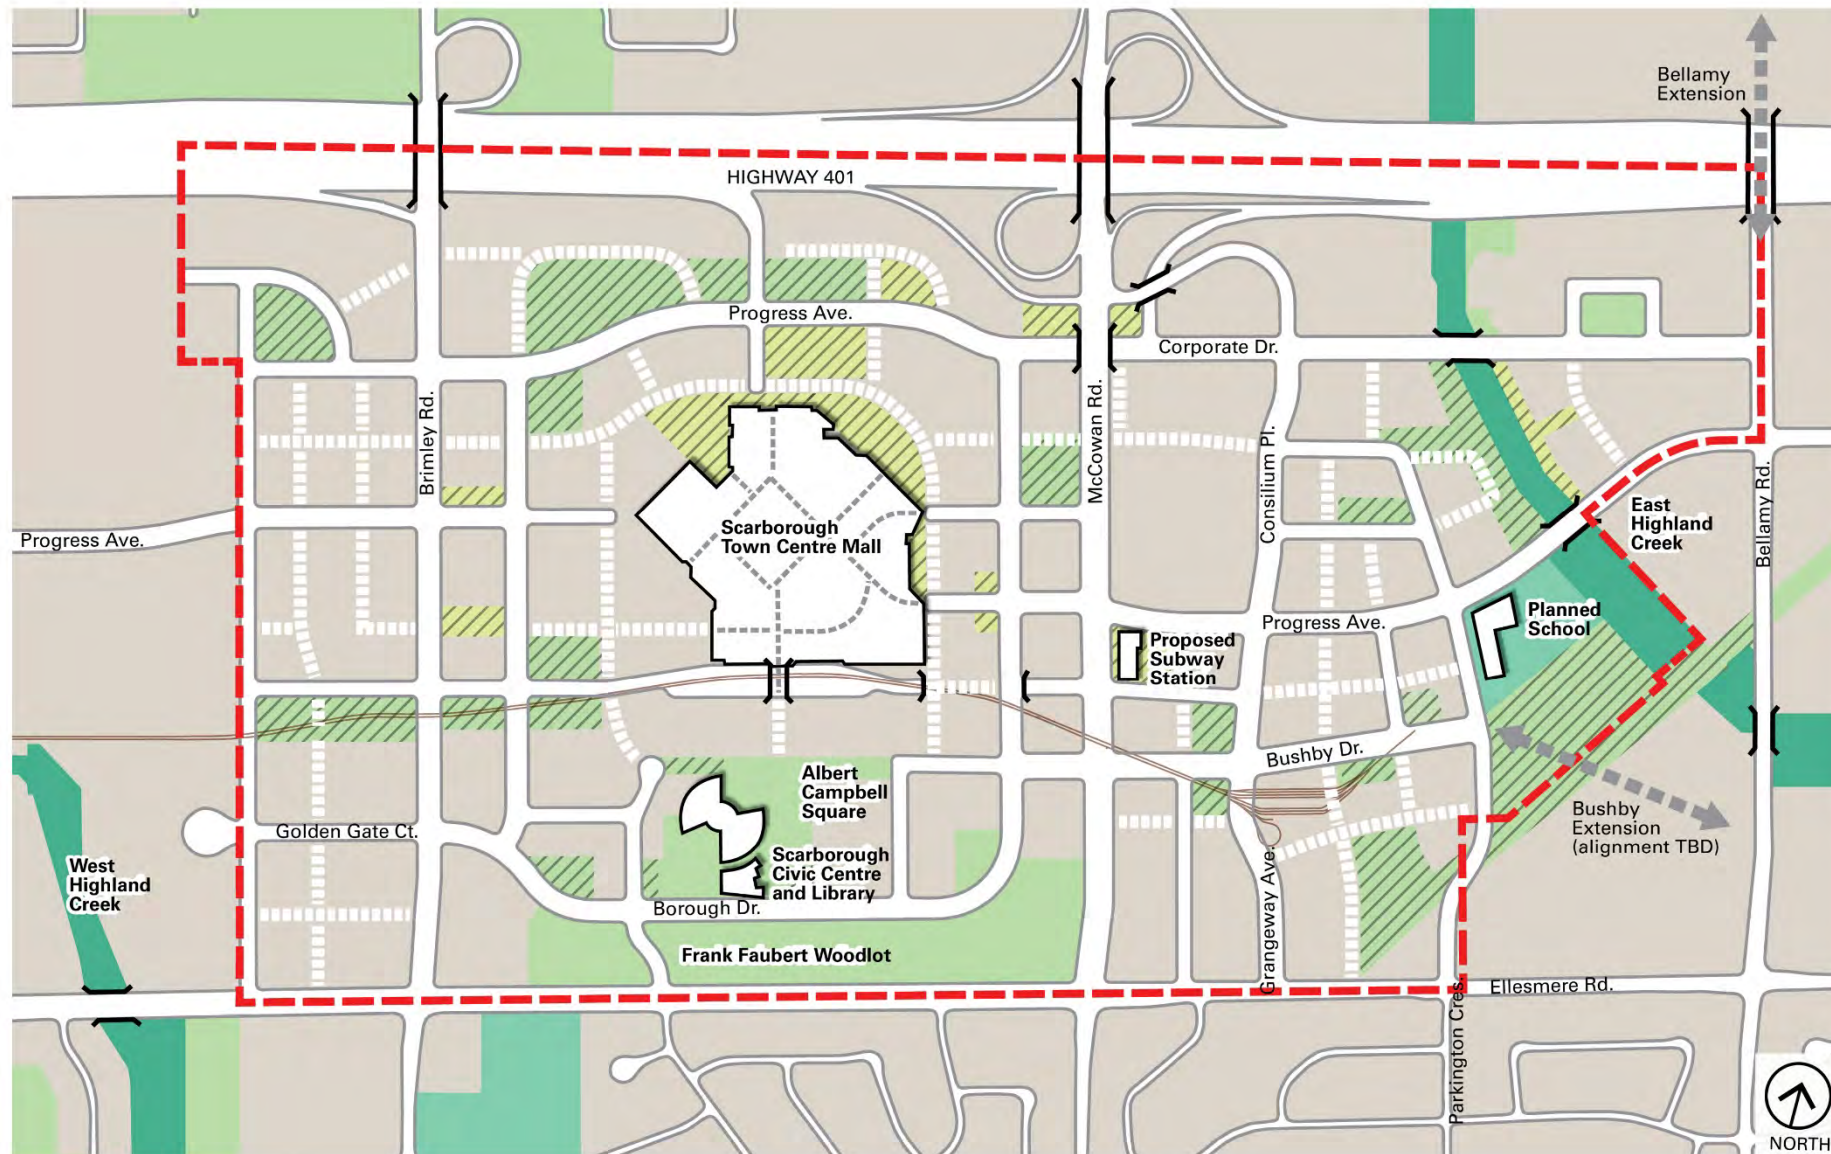 Bellamy
Extension
HIGHWAY 401
Progress Ave.
Corporate Dr.
Brimley Rd.
McCowan Rd.
Consilium Pl.
Bellamy Rd.
Scarborough
Town Centre Mall
East
Highland
Creek
Progress Ave.
Planned
School
Progress Ave.
Proposed
Subway
Station
Bushby Dr.
Albert
Campbell
Square
Bushby
Extension
(alignment TBD)
Golden Gate Ct.
West
Highland
Creek
Scarborough
Civic Centre
and Library
Borough Dr.
Grangeway Ave.
Frank Faubert Woodlot
Ellesmere Rd.
Parkington Cres.
NORTH